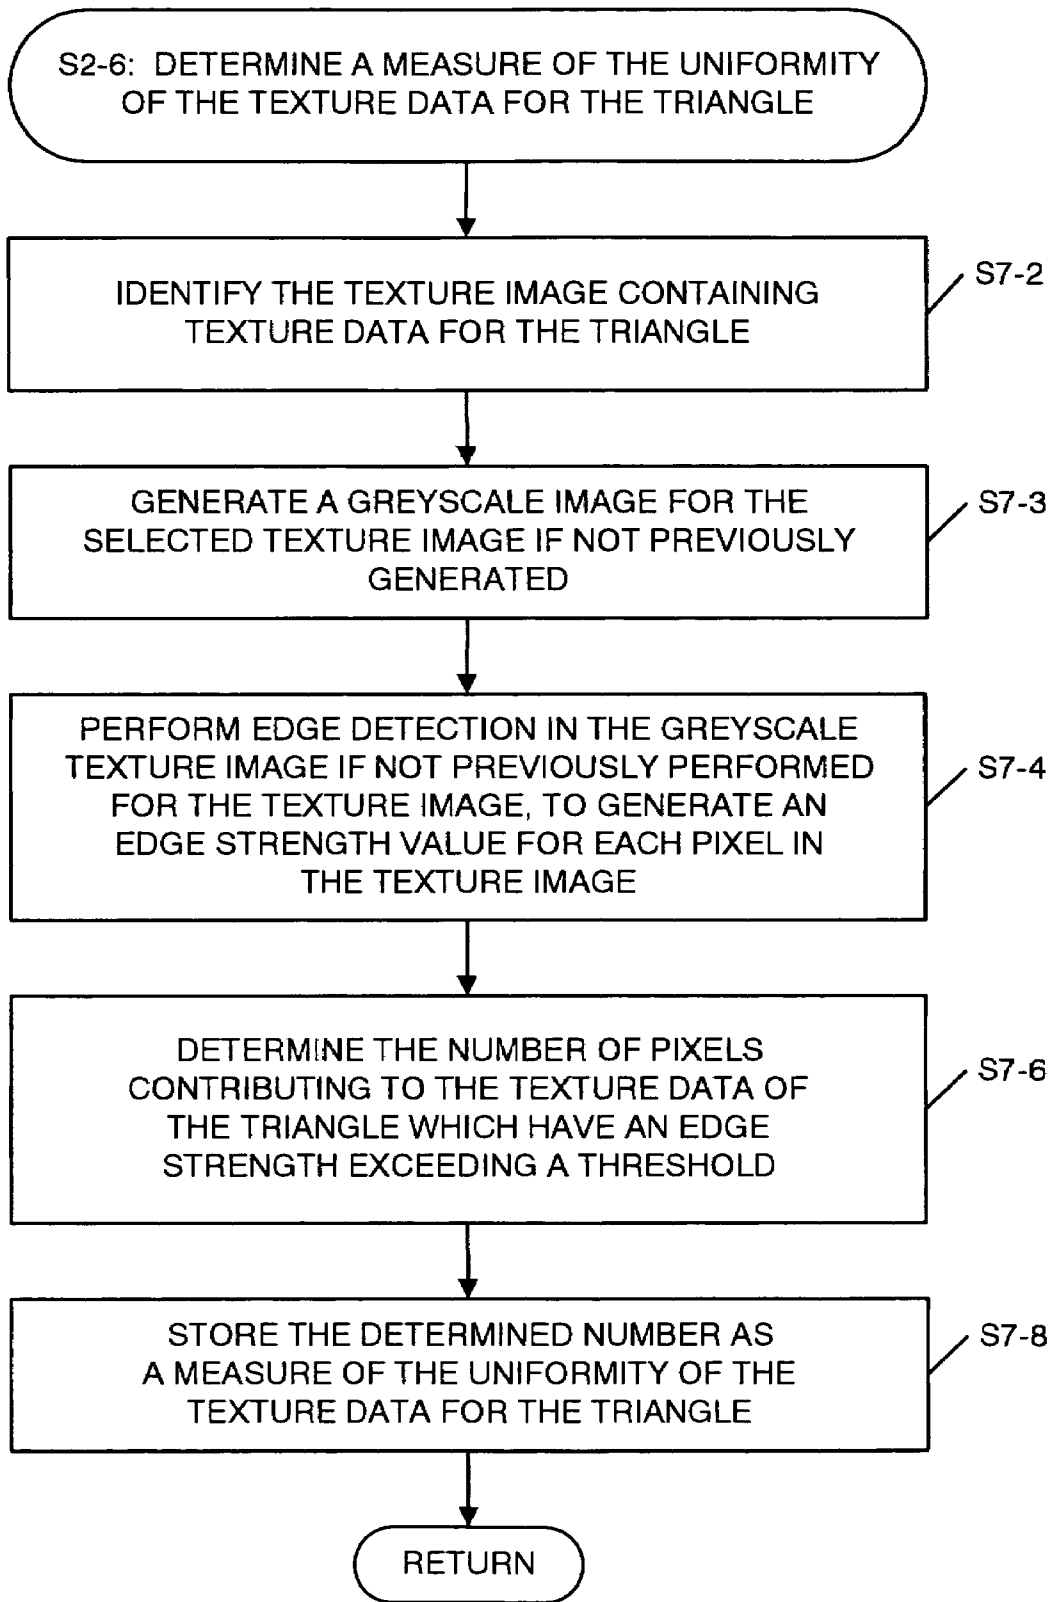 S2-6: DETERMINE A MEASURE OF THE UNIFORMITY
OF THE TEXTURE DATA FOR THE TRIANGLE
IDENTIFY THE TEXTURE IMAGE CONTAINING
TEXTURE DATA FOR THE TRIANGLE
S7-2
GENERATE A GREYSCALE IMAGE FOR THE
SELECTED TEXTURE IMAGE IF NOT PREVIOUSLY
GENERATED
S7-3
PERFORM EDGE DETECTION IN THE GREYSCALE
TEXTURE IMAGE IF NOT PREVIOUSLY PERFORMED
FOR THE TEXTURE IMAGE, TO GENERATE AN
EDGE STRENGTH VALUE FOR EACH PIXEL IN
THE TEXTURE IMAGE
S7-4
DETERMINE THE NUMBER OF PIXELS
CONTRIBUTING TO THE TEXTURE DATA OF
THE TRIANGLE WHICH HAVE AN EDGE
STRENGTH EXCEEDING A THRESHOLD
S7-6
STORE THE DETERMINED NUMBER AS
A MEASURE OF THE UNIFORMITY OF THE
TEXTURE DATA FOR THE TRIANGLE
S7-8
RETURN